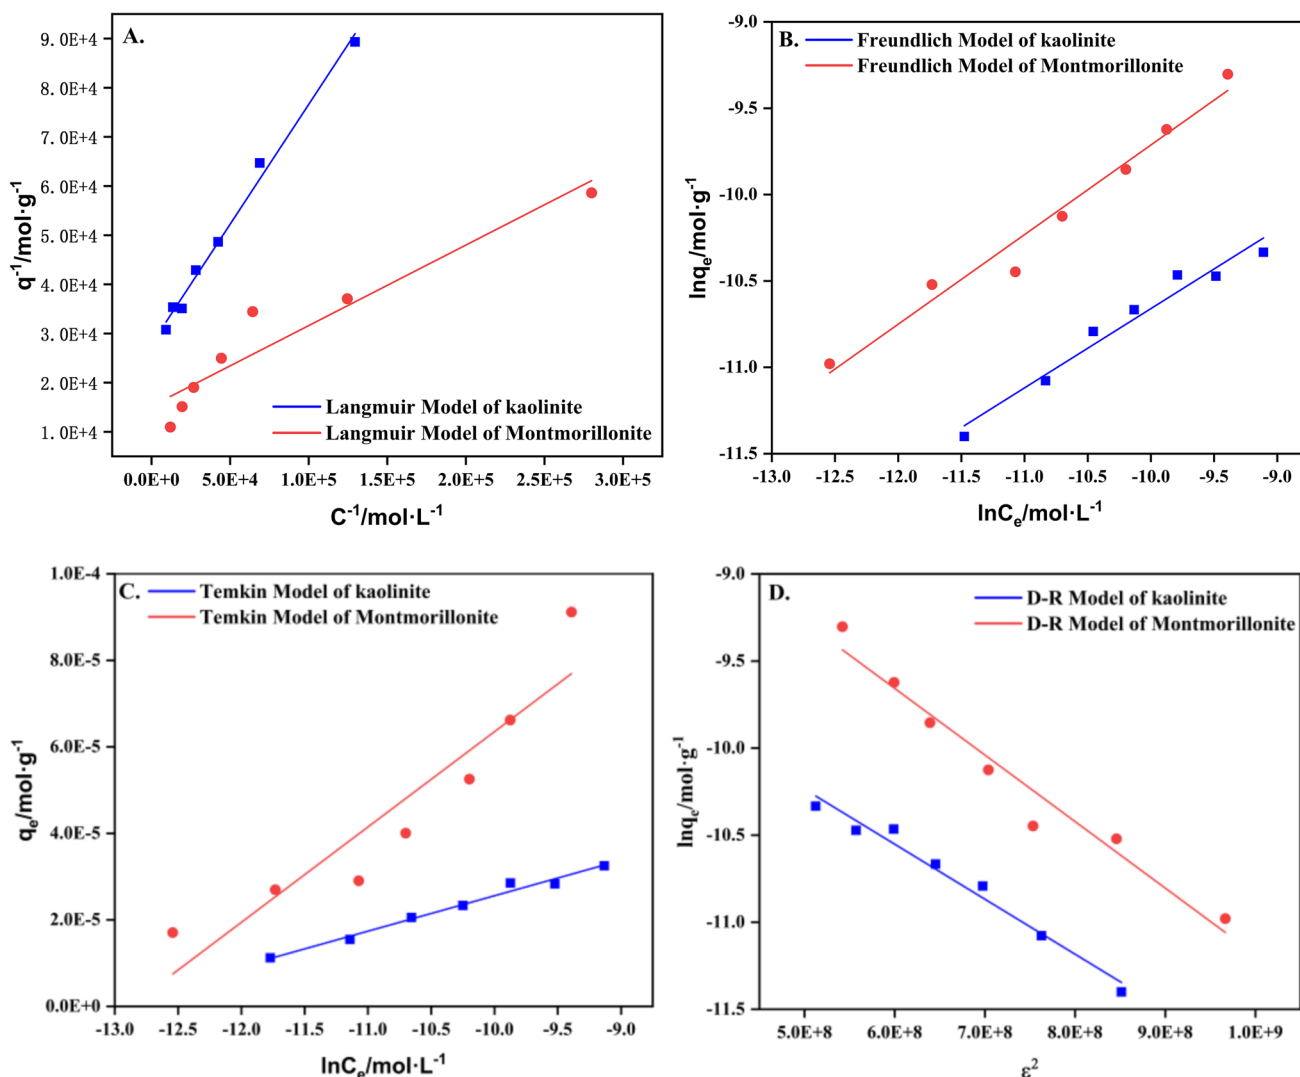 A.
9.0E+4
8.0E+4
7.0E+4
6.0E+4
5.0E+4
4.0E+4
3.0E+4
2.0E+4
1.0E+4
q⁻¹/mol·g⁻¹
Langmuir Model of kaolinite
Langmuir Model of Montmorillonite
0.0E+0 5.0E+4 1.0E+5 1.5E+5 2.0E+5 2.5E+5 3.0E+5
C⁻¹/mol·L⁻¹
B.
Freundlich Model of kaolinite
Freundlich Model of Montmorillonite
-9.0
-9.5
-10.0
-10.5
-11.0
-11.5
lnqₑ/mol·g⁻¹
-13.0 -12.5 -12.0 -11.5 -11.0 -10.5 -10.0 -9.5 -9.0
lnCₑ/mol·L⁻¹
C.
Temkin Model of kaolinite
Temkin Model of Montmorillonite
1.0E-4
8.0E-5
6.0E-5
4.0E-5
2.0E-5
0.0E+0
qₑ/mol·g⁻¹
-13.0 -12.5 -12.0 -11.5 -11.0 -10.5 -10.0 -9.5 -9.0
lnCₑ/mol·L⁻¹
D.
D-R Model of kaolinite
D-R Model of Montmorillonite
-9.0
-9.5
-10.0
-10.5
-11.0
-11.5
lnqₑ/mol·g⁻¹
5.0E+8 6.0E+8 7.0E+8 8.0E+8 9.0E+8 1.0E+9
ε²